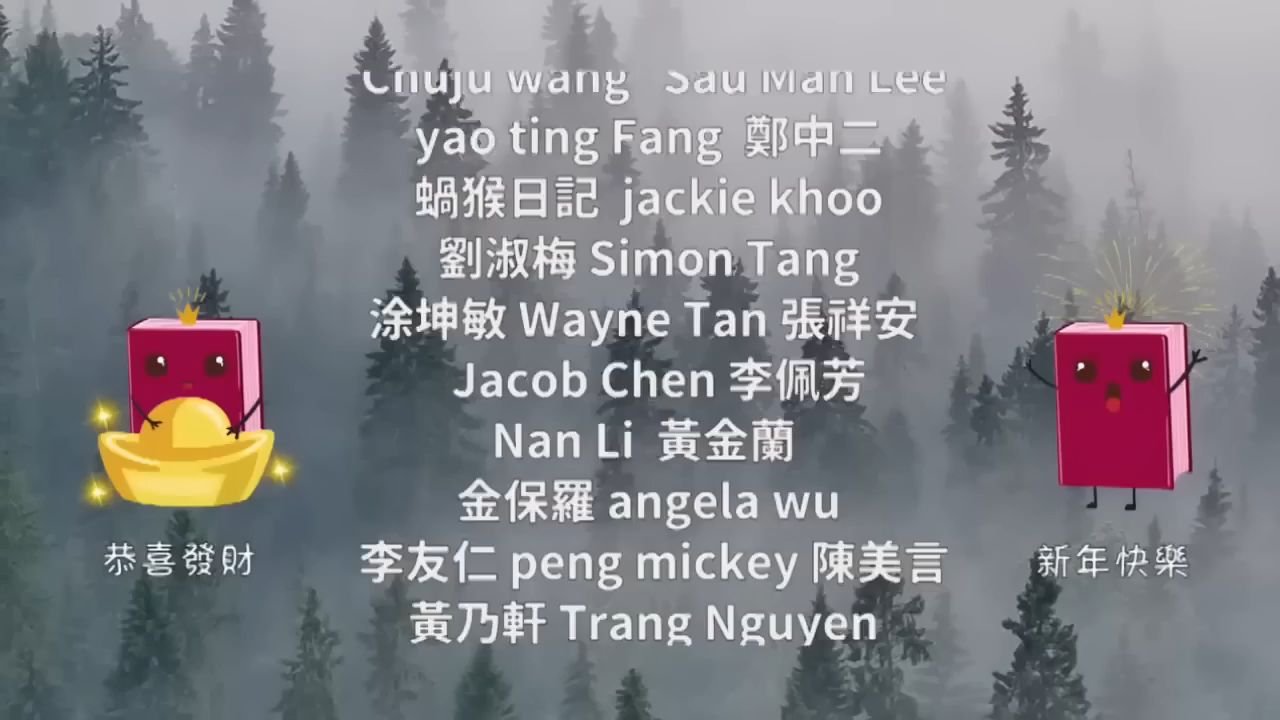 Chuju wang Sau Man Lee
yao ting Fang 鄭中二
蝸猴日記 jackie khoo
劉淑梅 Simon Tang
涂坤敏 Wayne Tan 張祥安
Jacob Chen 李佩芳
Nan Li 黃金蘭
金保羅 angela wu
李友仁 peng mickey 陳美言
黃乃軒 Trang Nguyen
恭喜發財
新年快樂